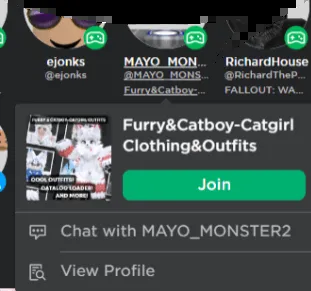 ejonks
@ejonks
MAYO_MON...
@MAYO_MONS...
Furry&Catboy-...
RichardHouse
@RichardTheP...
FALLOUT: WA...
FURRY & CATBOY-CATGIRL OUTFITS
COOL OUTFITS!
CATALOG LOADER!
AND MORE!
Furry&Catboy-Catgirl
Clothing&Outfits
Join
Chat with MAYO_MONSTER2
View Profile